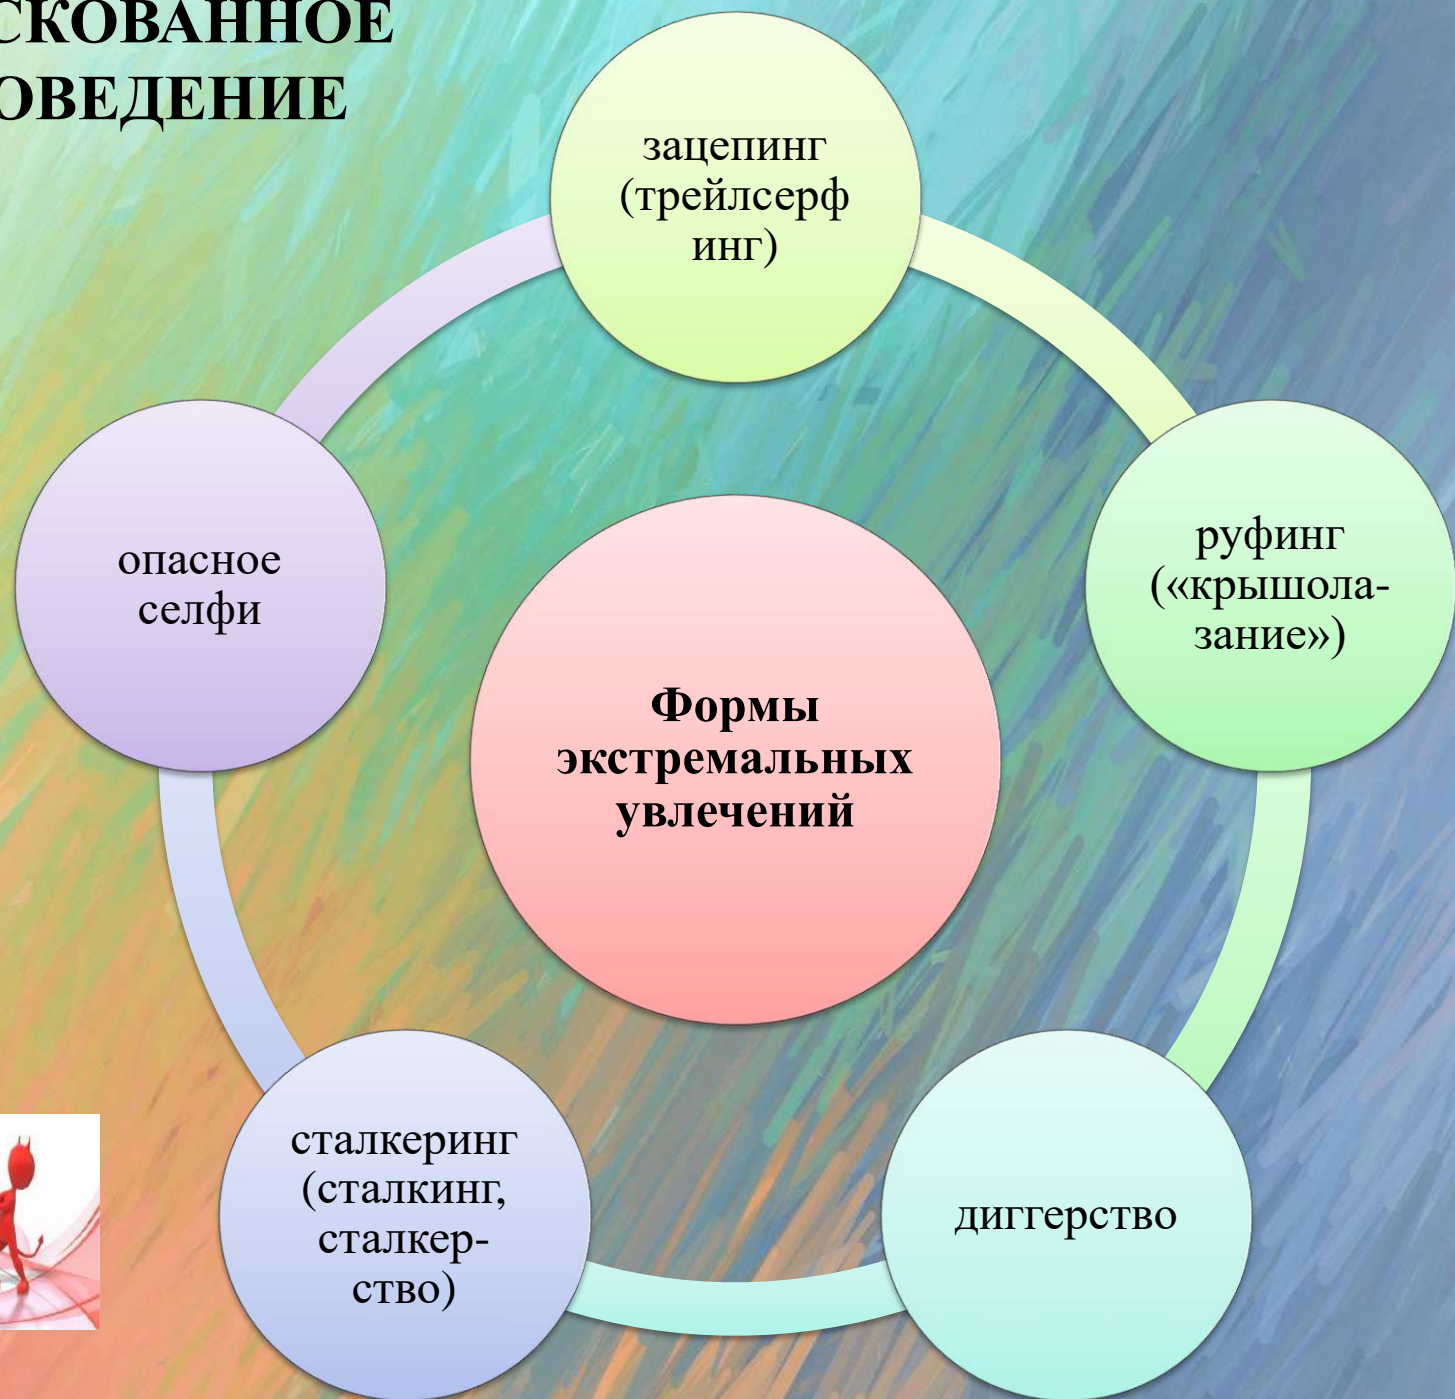 СКОВАННОЕ
ОВЕДЕНИЕ
зацепинг
(трейлсерф
инг)
руфинг
(«крышола-
зание»)
диггерство
сталкеринг
(сталкинг,
сталкер-
ство)
опасное
селфи
Формы
экстремальных
увлечений